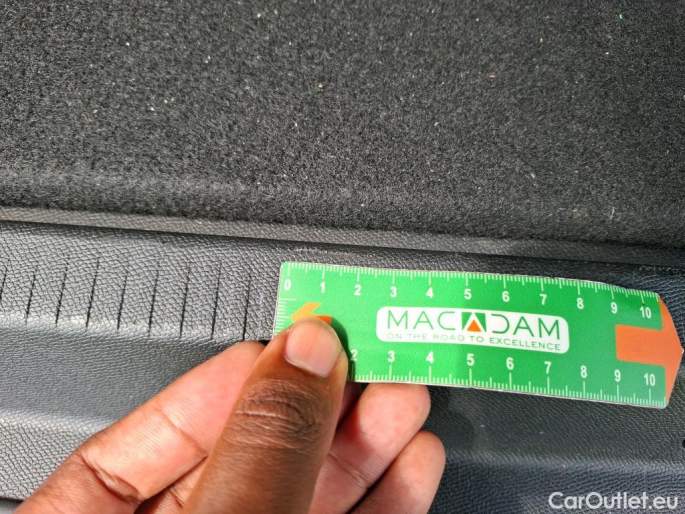 0 1 2 3 4 5 6 7 8 9 10
MACADAM
ON THE ROAD TO EXCELLENCE
2 3 4 5 6 7 8 9 10
CarOutlet.eu